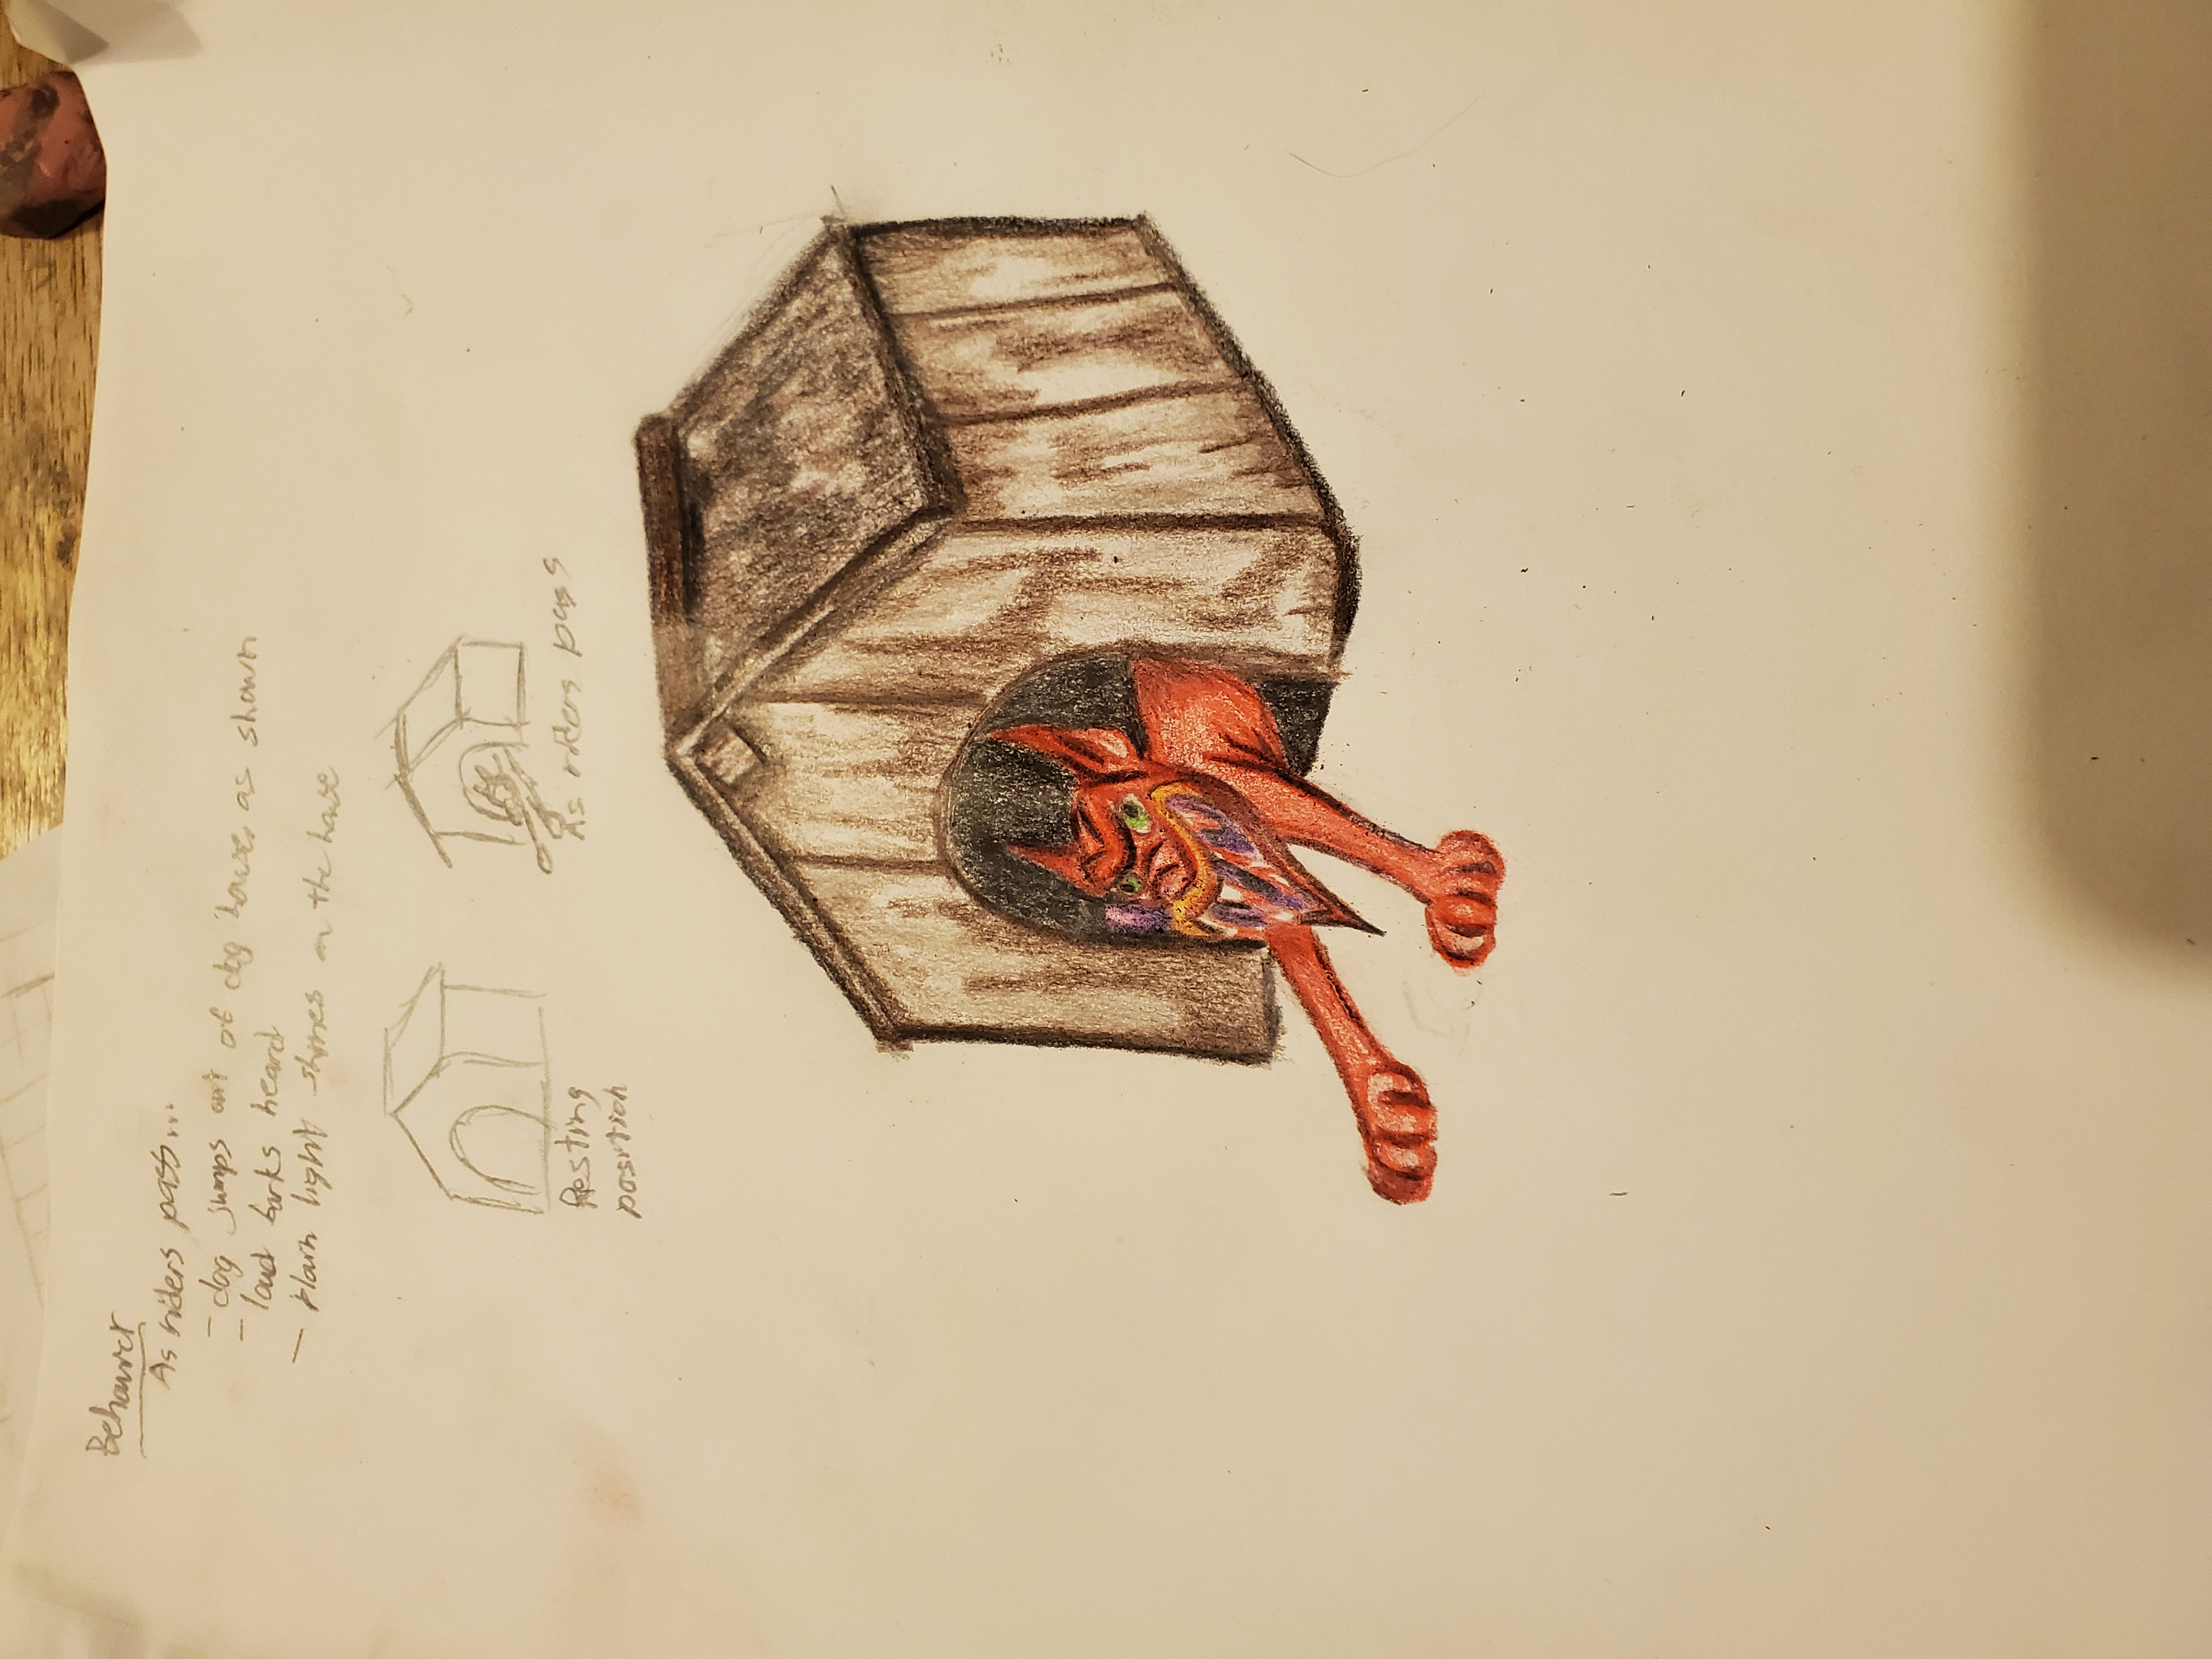 Behavior
As riders pass...
- dog jumps out of dog house, as shown
- loud barks heard
- plain light shines on the house
Resting
position
As riders pass